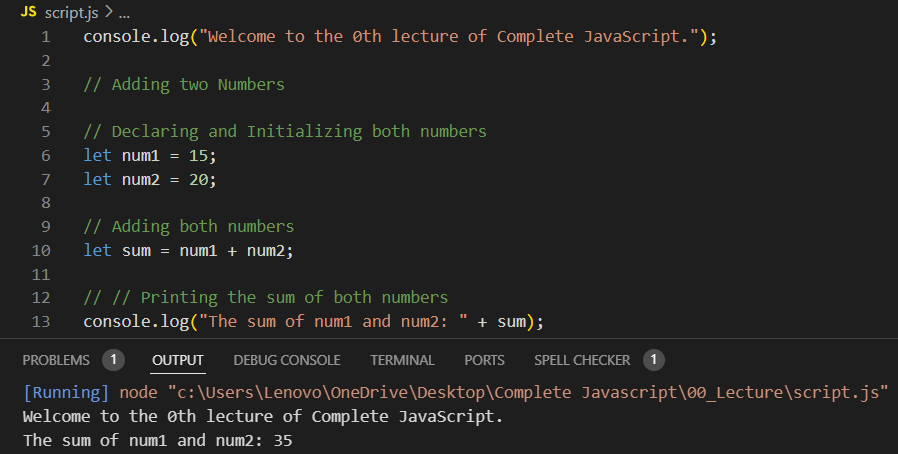 JS script.js > ...
1 console.log("Welcome to the 0th lecture of Complete JavaScript.");
2
3 // Adding two Numbers
4
5 // Declaring and Initializing both numbers
6 let num1 = 15;
7 let num2 = 20;
8
9 // Adding both numbers
10 let sum = num1 + num2;
11
12 // // Printing the sum of both numbers
13 console.log("The sum of num1 and num2: " + sum);
PROBLEMS 1 OUTPUT DEBUG CONSOLE TERMINAL PORTS SPELL CHECKER 1
[Running] node "c:\Users\Lenovo\OneDrive\Desktop\Complete Javascript\00_Lecture\script.js"
Welcome to the 0th lecture of Complete JavaScript.
The sum of num1 and num2: 35